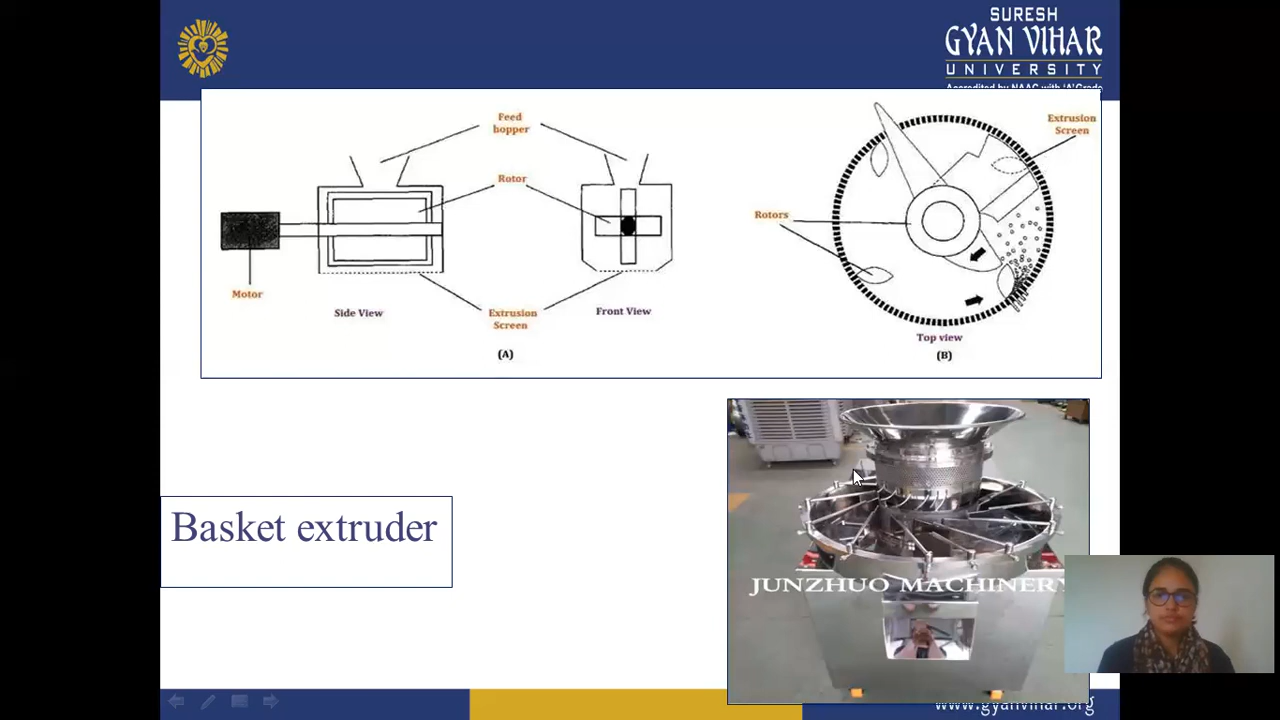 SURESH
GYAN VIHAR
UNIVERSITY
Accredited by NAAC with 'A' Grade
Feed
hopper
Extrusion
Screen
Rotor
Rotors
Motor
Side View
Extrusion
Screen
Front View
Top view
(A)
(B)
Basket extruder
JUNZHUO MACHINERY
www.gyanvihar.org